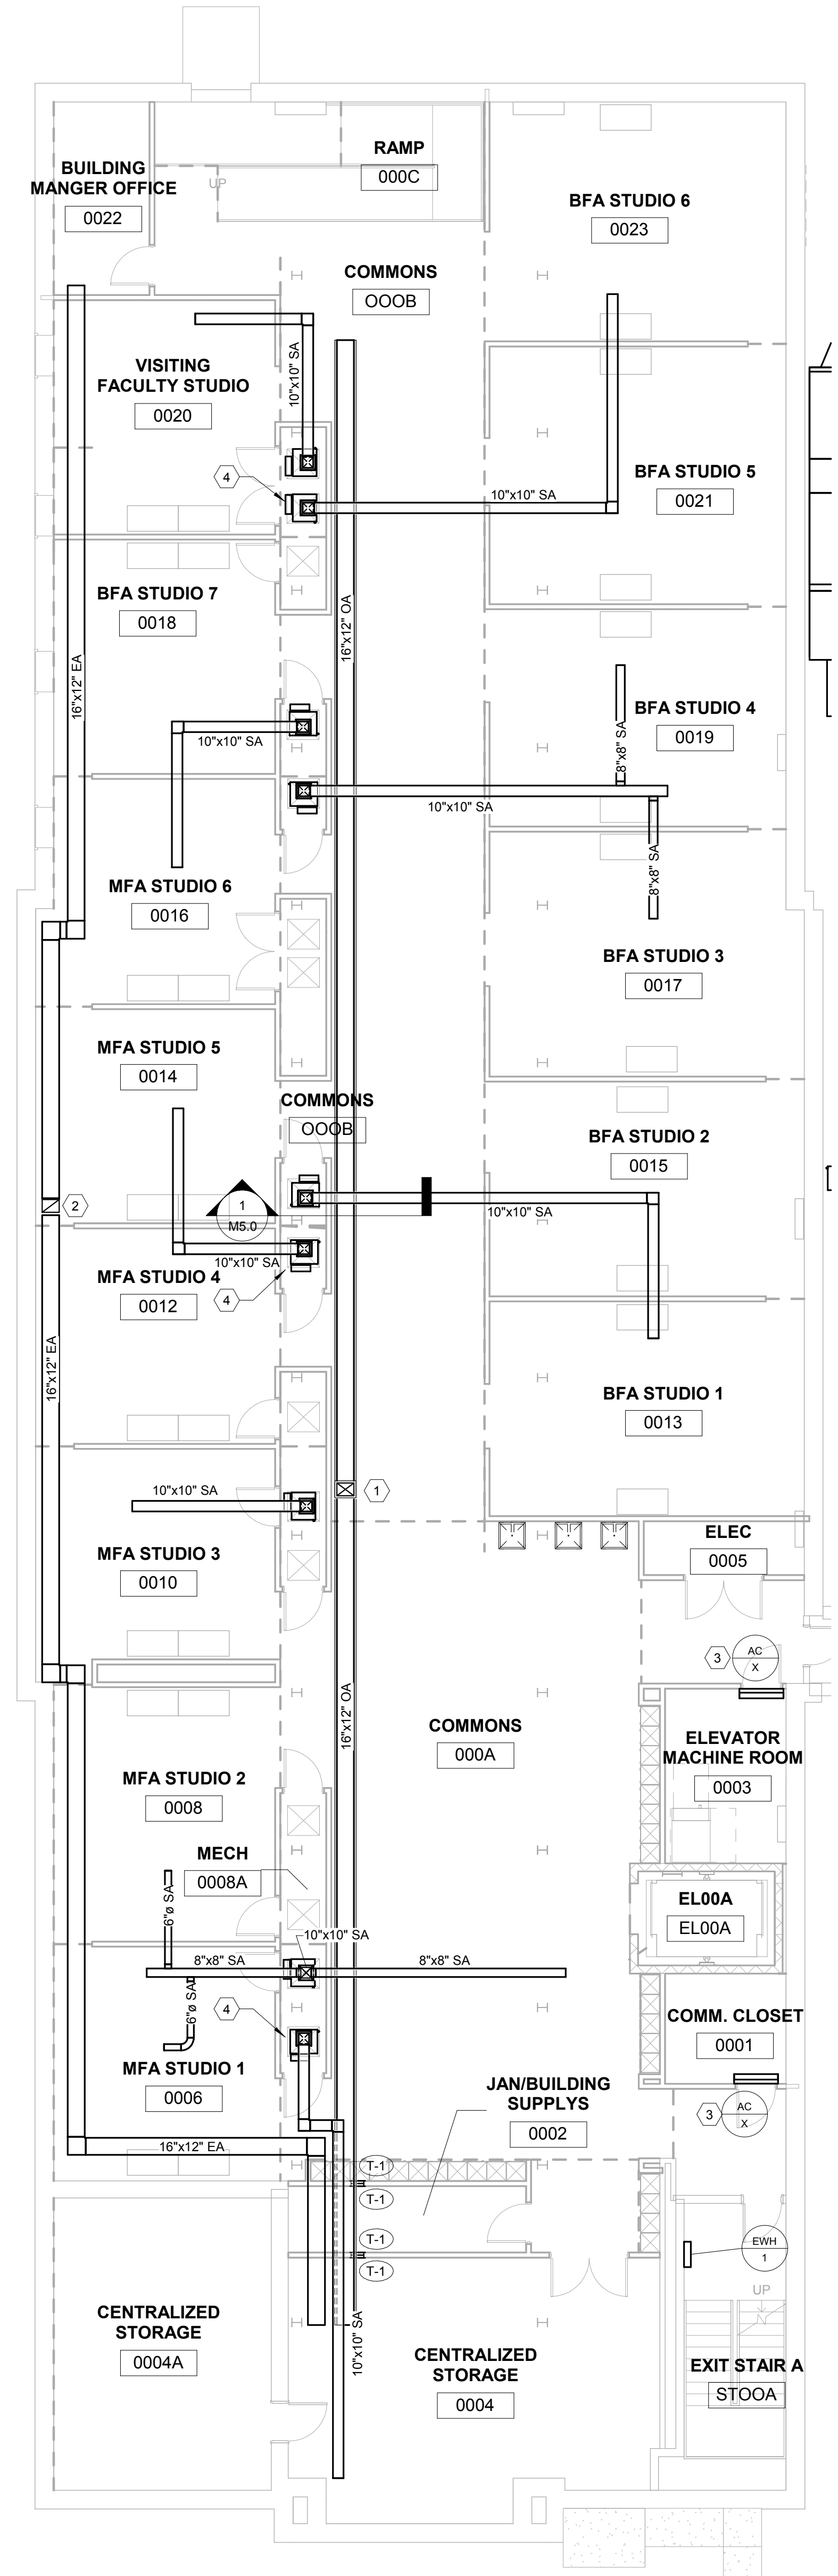 RAMP
000C
BUILDING
MANGER OFFICE
0022
UP
BFA STUDIO 6
0023
COMMONS
OOOB
10"x10" SA
VISITING
FACULTY STUDIO
0020
4
BFA STUDIO 5
0021
10"x10" SA
BFA STUDIO 7
0018
16"x12" OA
16"x12" EA
BFA STUDIO 4
0019
8"x8" SA
10"x10" SA
10"x10" SA
8"x8" SA
MFA STUDIO 6
0016
BFA STUDIO 3
0017
MFA STUDIO 5
0014
COMMONS
OOOB
BFA STUDIO 2
0015
2
1
M5.0
10"x10" SA
10"x10" SA
MFA STUDIO 4
0012
4
16"x12" EA
BFA STUDIO 1
0013
10"x10" SA
1
MFA STUDIO 3
0010
ELEC
0005
3
AC
X
16"x12" OA
COMMONS
000A
ELEVATOR
MACHINE ROOM
0003
MFA STUDIO 2
0008
MECH
0008A
EL00A
EL00A
6"ø SA
10"x10" SA
8"x8" SA
8"x8" SA
6"ø SA
4
COMM. CLOSET
0001
MFA STUDIO 1
0006
JAN/BUILDING
SUPPLYS
0002
3
AC
X
16"x12" EA
T-1
T-1
T-1
T-1
EWH
1
UP
10"x10" SA
CENTRALIZED
STORAGE
0004A
CENTRALIZED
STORAGE
0004
EXIT STAIR A
STOOA